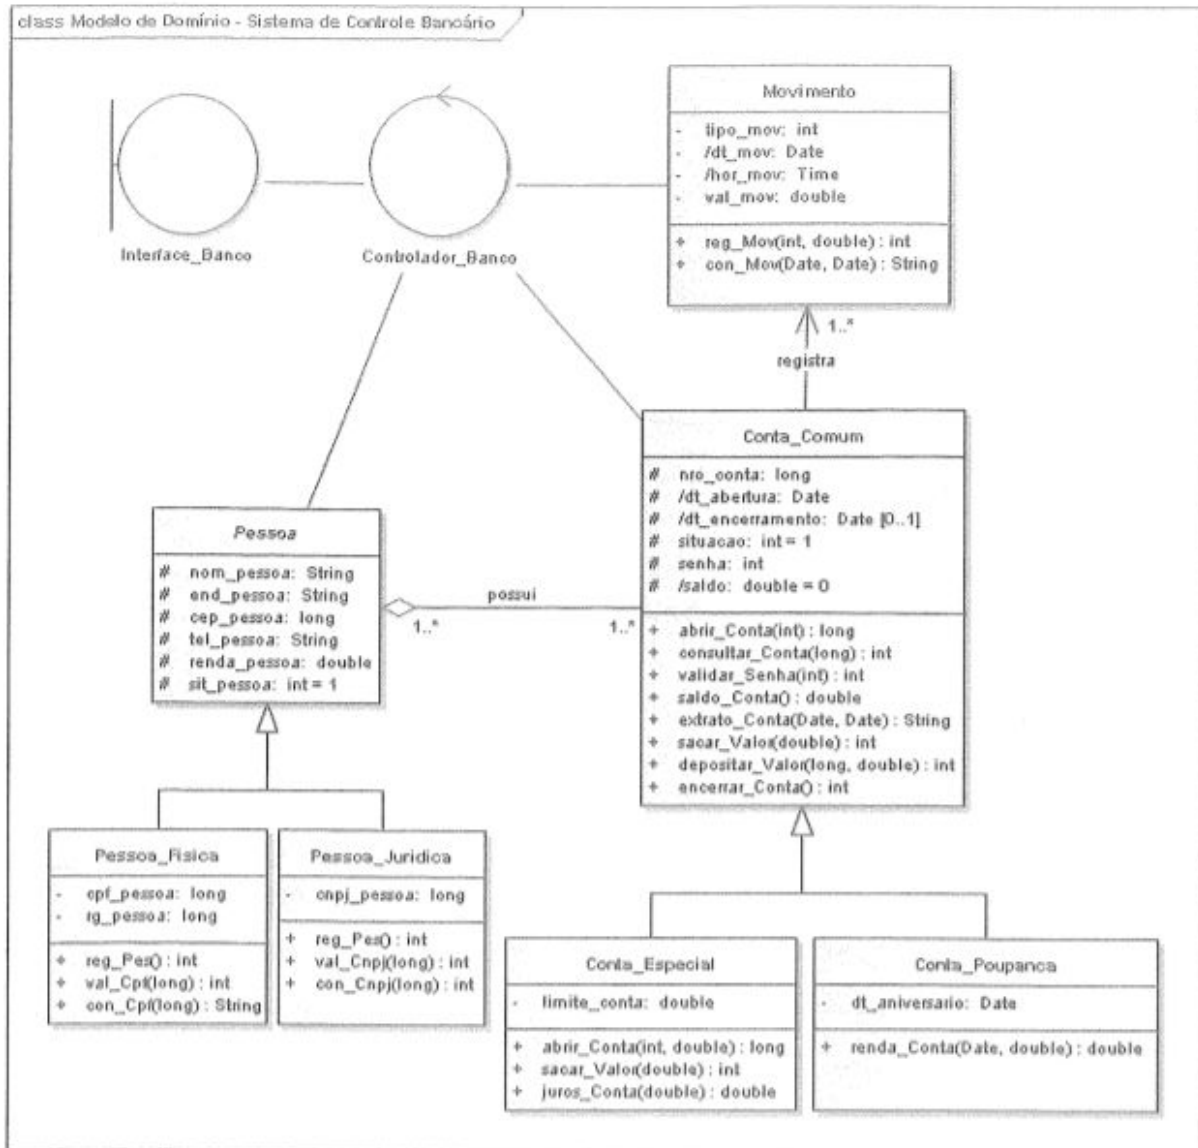 class Modelo de Domínio - Sistema de Controle Bancário
Movimento
- tipo_mov: int
- /dt_mov: Date
- /hor_mov: Time
- val_mov: double
+ reg_Mov(int, double) : int
+ con_Mov(Date, Date) : String
Interface_Banco
Controlador_Banco
1..*
registra
Conta_Comum
# nro_conta: long
# /dt_abertura: Date
# /dt_encerramento: Date [0..1]
# situacao: int = 1
# senha: int
# /saldo: double = 0
+ abrir_Conta(int) : long
+ consultar_Conta(long) : int
+ validar_Senha(int) : int
+ saldo_Conta() : double
+ extrato_Conta(Date, Date) : String
+ sacar_Valor(double) : int
+ depositar_Valor(long, double) : int
+ encerrar_Conta() : int
Pessoa
# nom_pessoa: String
# end_pessoa: String
# cep_pessoa: long
# tel_pessoa: String
# renda_pessoa: double
# sit_pessoa: int = 1
possui
1..*
1..*
Pessoa_Fisica
- cpf_pessoa: long
- rg_pessoa: long
+ reg_Pes() : int
+ val_Cpf(long) : int
+ con_Cpf(long) : String
Pessoa_Juridica
- cnpj_pessoa: long
+ reg_Pes() : int
+ val_Cnpj(long) : int
+ con_Cnpj(long) : int
Conta_Especial
- limite_conta: double
+ abrir_Conta(int, double) : long
+ sacar_Valor(double) : int
+ juros_Conta(double) : double
Conta_Poupanca
- dt_aniversario: Date
+ renda_Conta(Date, double) : double